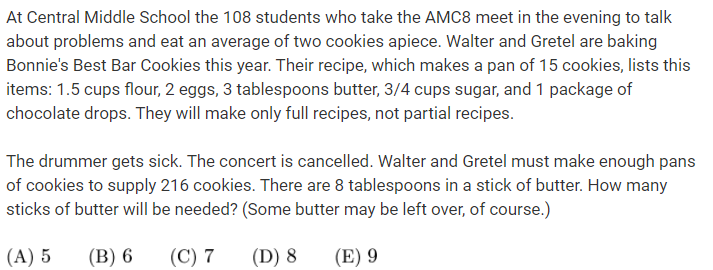 At Central Middle School the 108 students who take the AMC8 meet in the evening to talk
about problems and eat an average of two cookies apiece. Walter and Gretel are baking
Bonnie's Best Bar Cookies this year. Their recipe, which makes a pan of 15 cookies, lists this
items: 1.5 cups flour, 2 eggs, 3 tablespoons butter, 3/4 cups sugar, and 1 package of
chocolate drops. They will make only full recipes, not partial recipes.
The drummer gets sick. The concert is cancelled. Walter and Gretel must make enough pans
of cookies to supply 216 cookies. There are 8 tablespoons in a stick of butter. How many
sticks of butter will be needed? (Some butter may be left over, of course.)
(A) 5 (B) 6 (C) 7 (D) 8 (E) 9